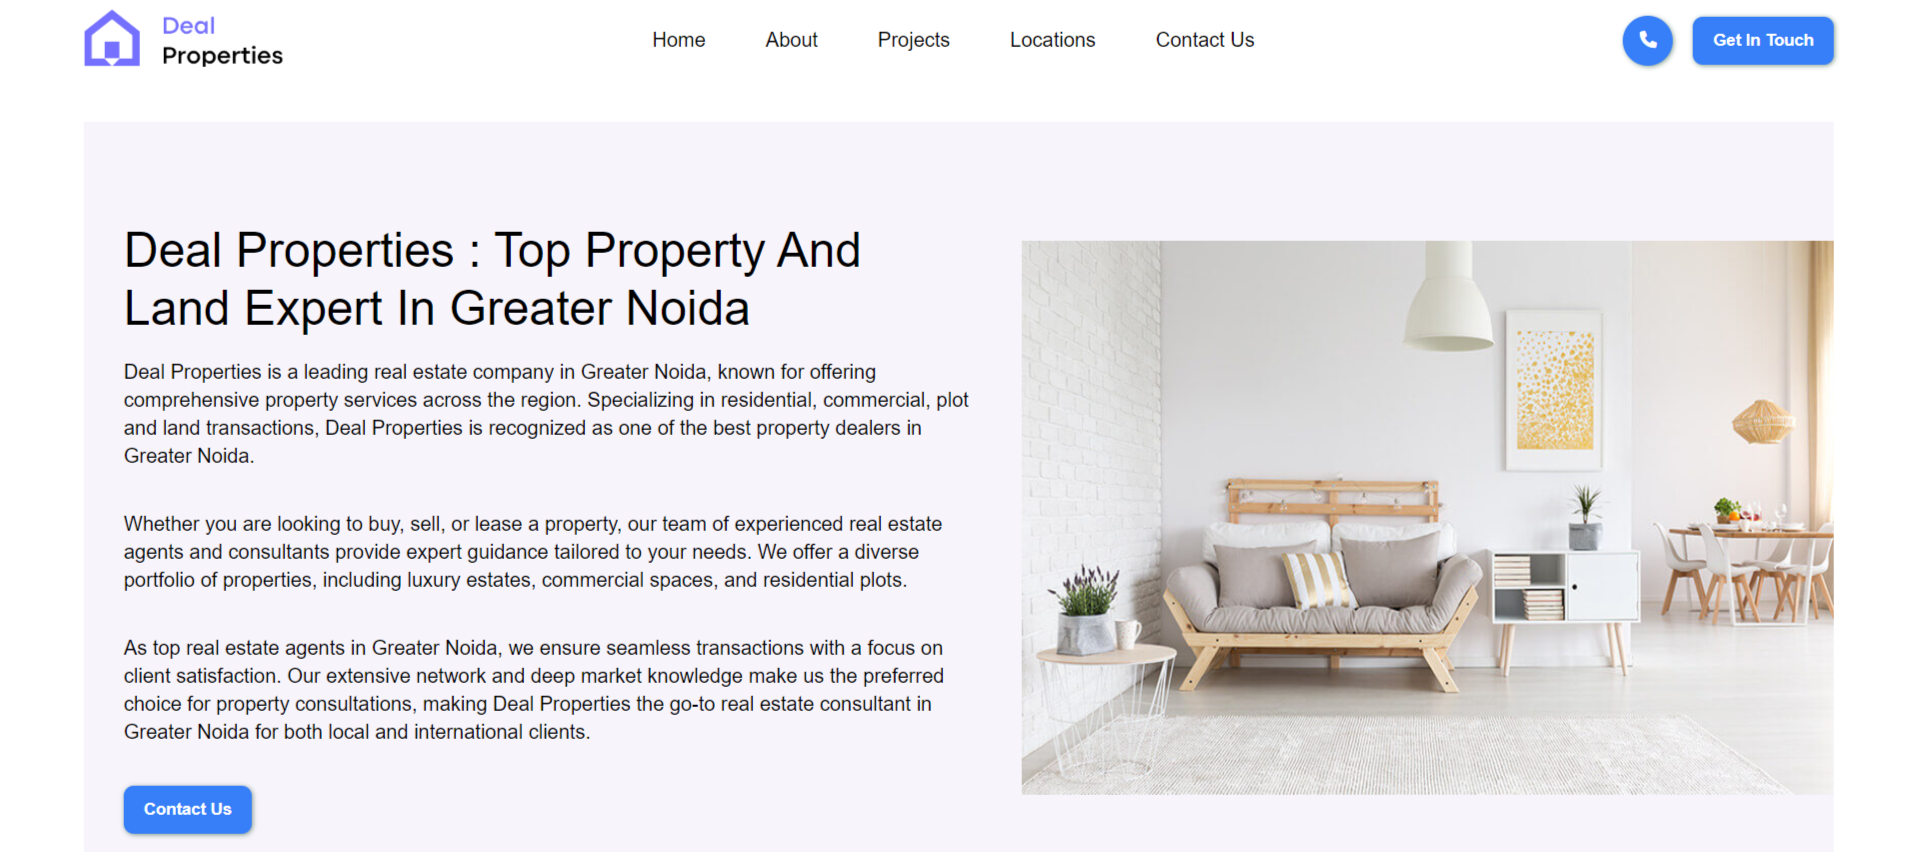 Deal
Properties
Home
About
Projects
Locations
Contact Us
Get In Touch
Deal Properties : Top Property And
Land Expert In Greater Noida
Deal Properties is a leading real estate company in Greater Noida, known for offering
comprehensive property services across the region. Specializing in residential, commercial, plot
and land transactions, Deal Properties is recognized as one of the best property dealers in
Greater Noida.
Whether you are looking to buy, sell, or lease a property, our team of experienced real estate
agents and consultants provide expert guidance tailored to your needs. We offer a diverse
portfolio of properties, including luxury estates, commercial spaces, and residential plots.
As top real estate agents in Greater Noida, we ensure seamless transactions with a focus on
client satisfaction. Our extensive network and deep market knowledge make us the preferred
choice for property consultations, making Deal Properties the go-to real estate consultant in
Greater Noida for both local and international clients.
Contact Us